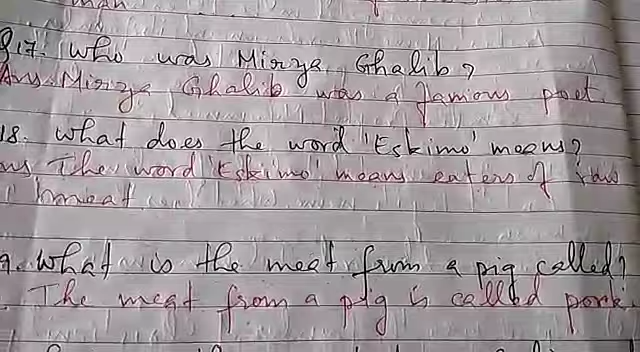 Q17. Who was Mirza Ghalib?
Ans. Mirza Ghalib was a famous poet.
18. What does the word 'Eskimo' means?
ns The word 'Eskimo' means eaters of raw
meat
9. What is the meat from a pig called?
The meat from a pig is called pork.